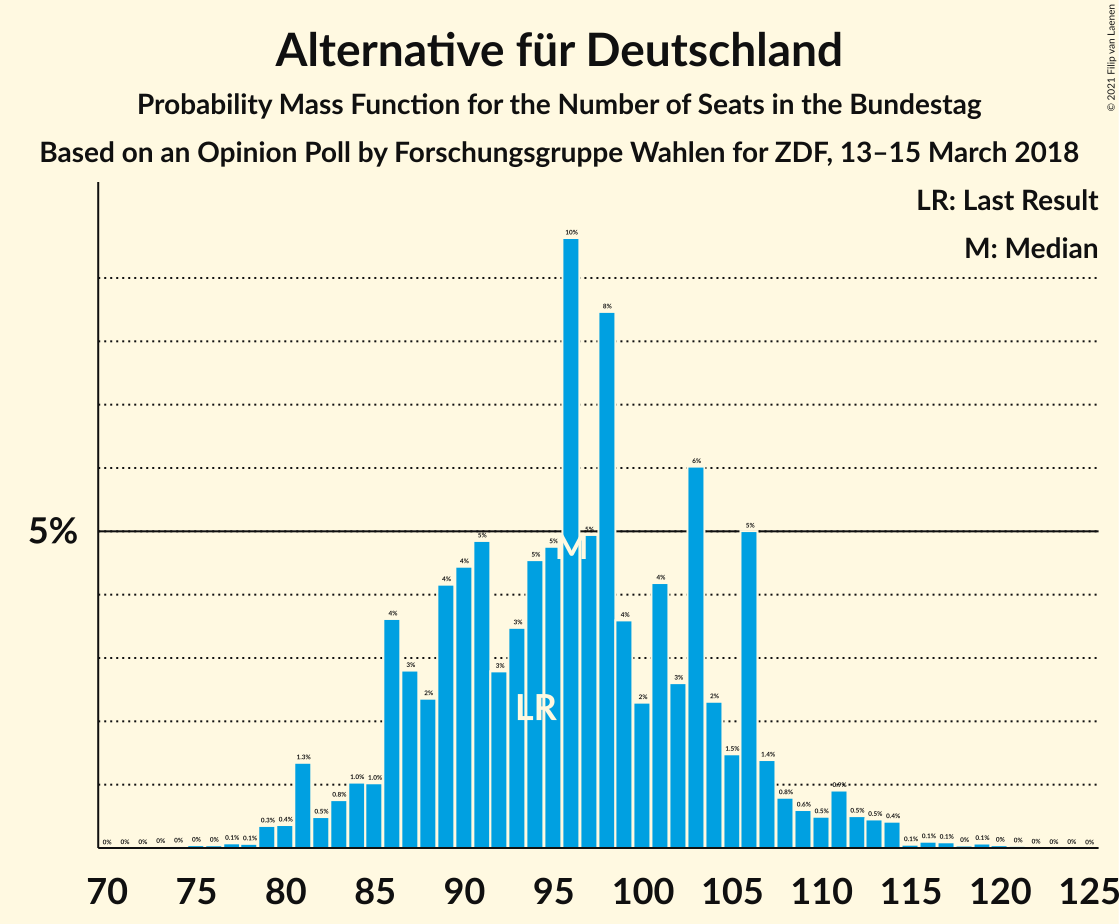 Alternative für Deutschland
Probability Mass Function for the Number of Seats in the Bundestag
Based on an Opinion Poll by Forschungsgruppe Wahlen for ZDF, 13–15 March 2018
© 2021 Filip van Laenen
LR: Last Result
M: Median
5%
0% 0% 0% 0% 0% 0% 0% 0.1% 0.1% 0.3% 0.4% 1.3% 0.5% 0.8% 1.0% 1.0% 4% 3% 2% 4% 4% 5% 3% 3% 5% 5% 10% 5% 8% 4% 2% 4% 3% 6% 2% 1.5% 5% 1.4% 0.8% 0.6% 0.5% 0.9% 0.5% 0.5% 0.4% 0.1% 0.1% 0.1% 0% 0.1% 0% 0% 0% 0% 0% 0%
M
LR
70 75 80 85 90 95 100 105 110 115 120 125